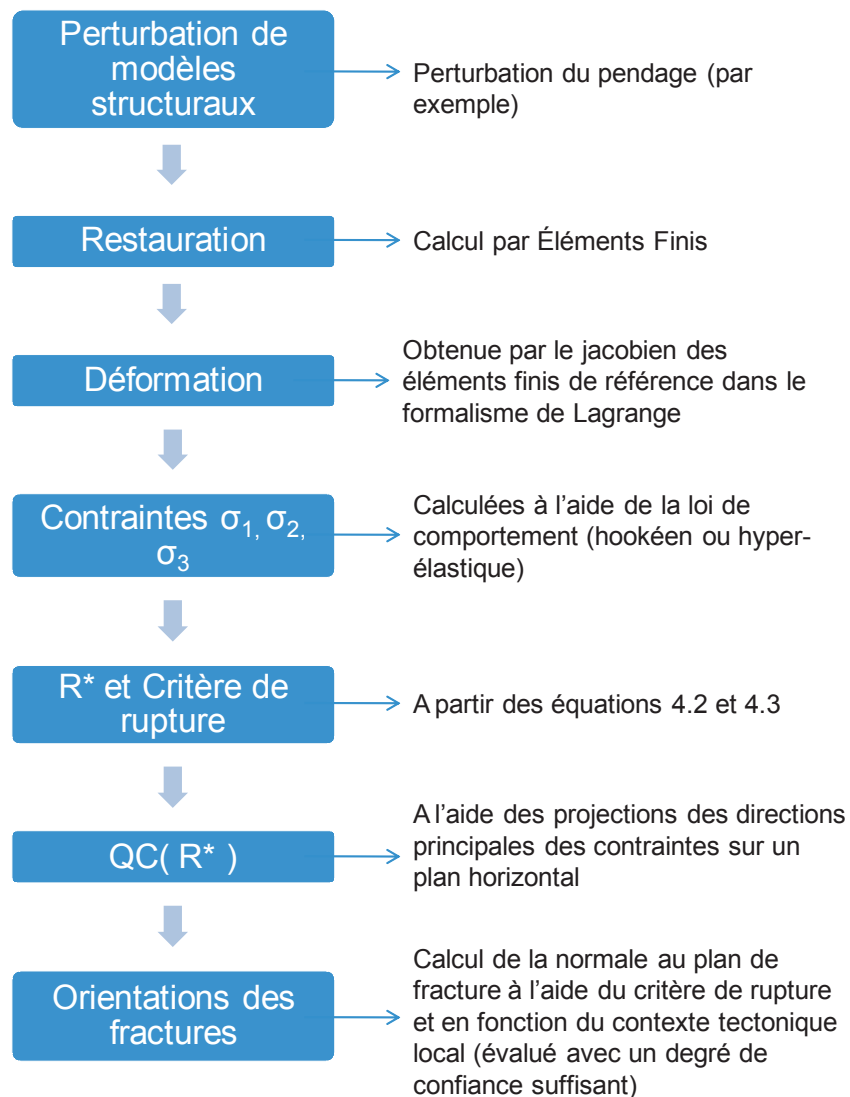 Perturbation de
modèles
structuraux
Perturbation du pendage (par
exemple)
Restauration
Calcul par Éléments Finis
Déformation
Obtenue par le jacobien des
éléments finis de référence dans le
formalisme de Lagrange
Contraintes σ1, σ2,
σ3
Calculées à l’aide de la loi de
comportement (hookéen ou hyper-
élastique)
R* et Critère de
rupture
A partir des équations 4.2 et 4.3
QC( R* )
A l’aide des projections des directions
principales des contraintes sur un
plan horizontal
Orientations des
fractures
Calcul de la normale au plan de
fracture à l’aide du critère de rupture
et en fonction du contexte tectonique
local (évalué avec un degré de
confiance suffisant)